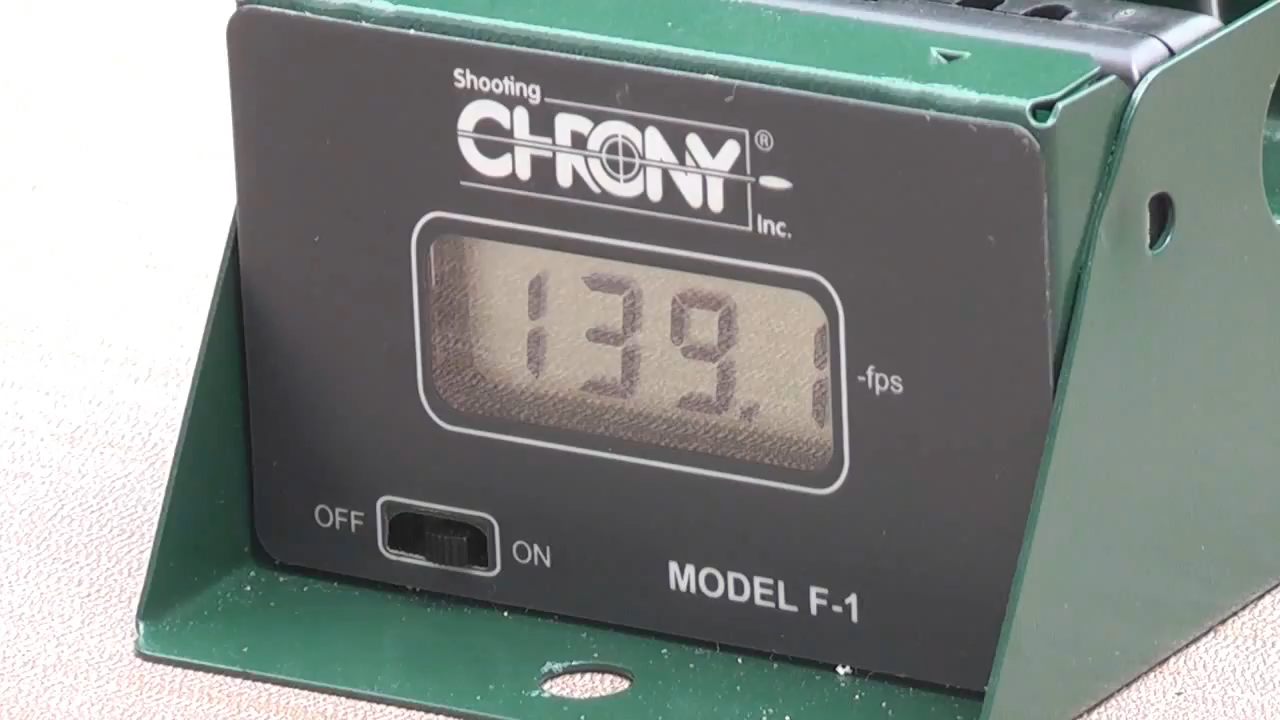 Shooting
CHRONY®
Inc.
139.1
-fps
OFF ON
MODEL F-1